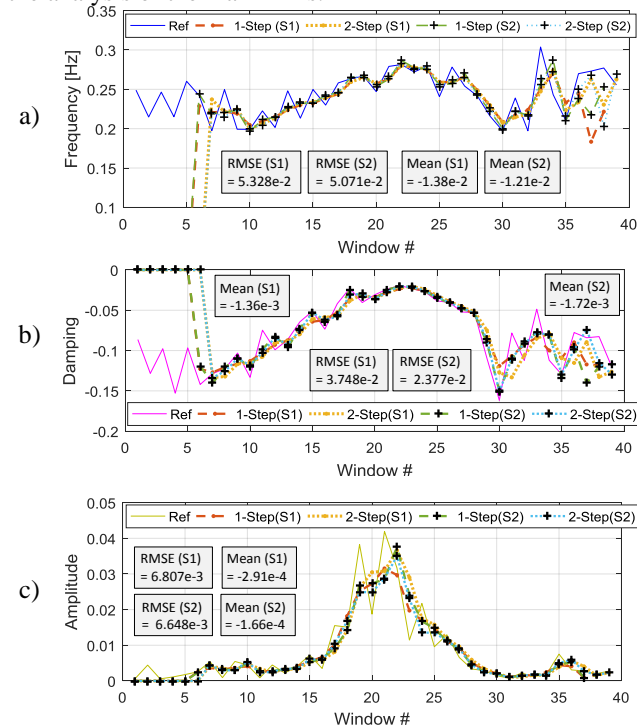 a)
Ref 1-Step (S1) 2-Step (S1) 1-Step (S2) 2-Step (S2)
Frequency [Hz]
0.35
0.3
0.25
0.2
0.15
0.1
RMSE (S1)
= 5.328e-2
RMSE (S2)
= 5.071e-2
Mean (S1)
= -1.38e-2
Mean (S2)
= -1.21e-2
0 5 10 15 20 25 30 35 40
Window #
b)
Damping
0
-0.05
-0.1
-0.15
-0.2
Mean (S1)
= -1.36e-3
Mean (S2)
= -1.72e-3
RMSE (S1)
= 3.748e-2
RMSE (S2)
= 2.377e-2
Ref 1-Step(S1) 2-Step(S1) 1-Step(S2) 2-Step(S2)
0 5 10 15 20 25 30 35 40
Window #
c)
Amplitude
0.05
0.04
0.03
0.02
0.01
0
Ref 1-Step(S1) 2-Step(S1) 1-Step(S2) 2-Step(S2)
RMSE (S1)
= 6.807e-3
Mean (S1)
= -2.91e-4
RMSE (S2)
= 6.648e-3
Mean (S2)
= -1.66e-4
0 10 20 30 40
Window #